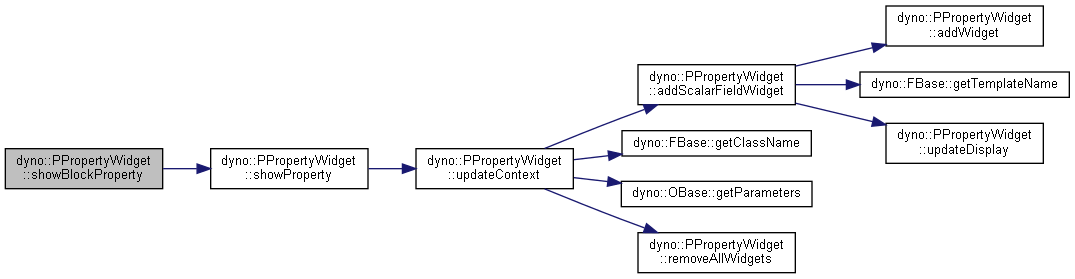 dyno::PPropertyWidget
::showBlockProperty
dyno::PPropertyWidget
::showProperty
dyno::PPropertyWidget
::updateContext
dyno::PPropertyWidget
::addScalarFieldWidget
dyno::PPropertyWidget
::addWidget
dyno::FBase::getTemplateName
dyno::PPropertyWidget
::updateDisplay
dyno::FBase::getClassName
dyno::OBase::getParameters
dyno::PPropertyWidget
::removeAllWidgets